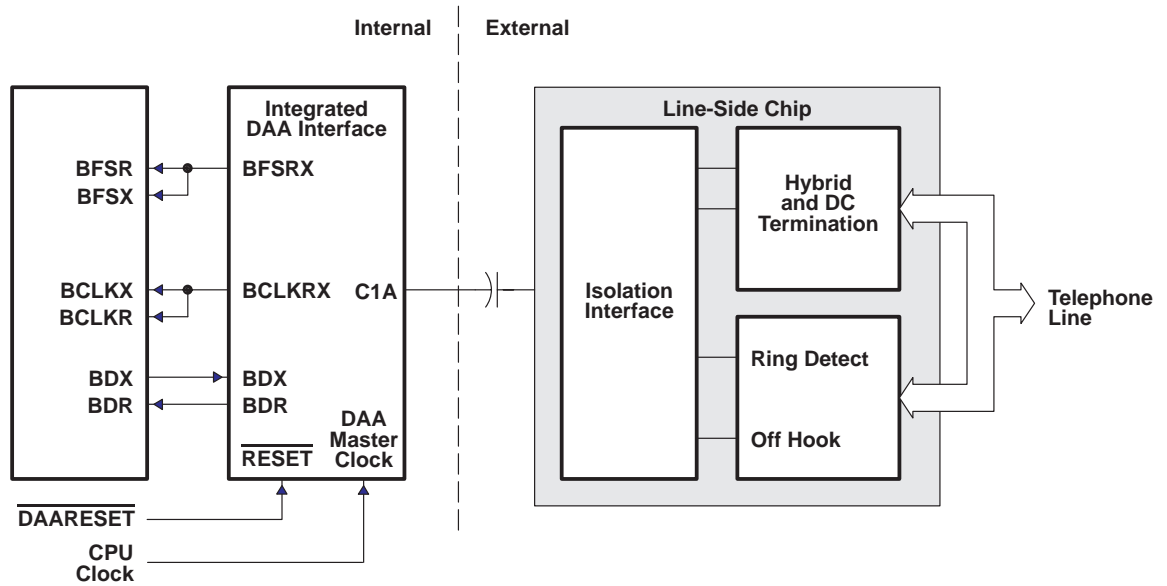 Internal
External
Integrated
DAA Interface
Line-Side Chip
BFSR
BFSX
BFSRX
Hybrid
and DC
Termination
BCLKX
BCLKR
BCLKRX
C1A
Isolation
Interface
Telephone
Line
Ring Detect
BDX
BDR
BDX
BDR
DAA
Master
Clock
RESET
Off Hook
DAARESET
CPU
Clock